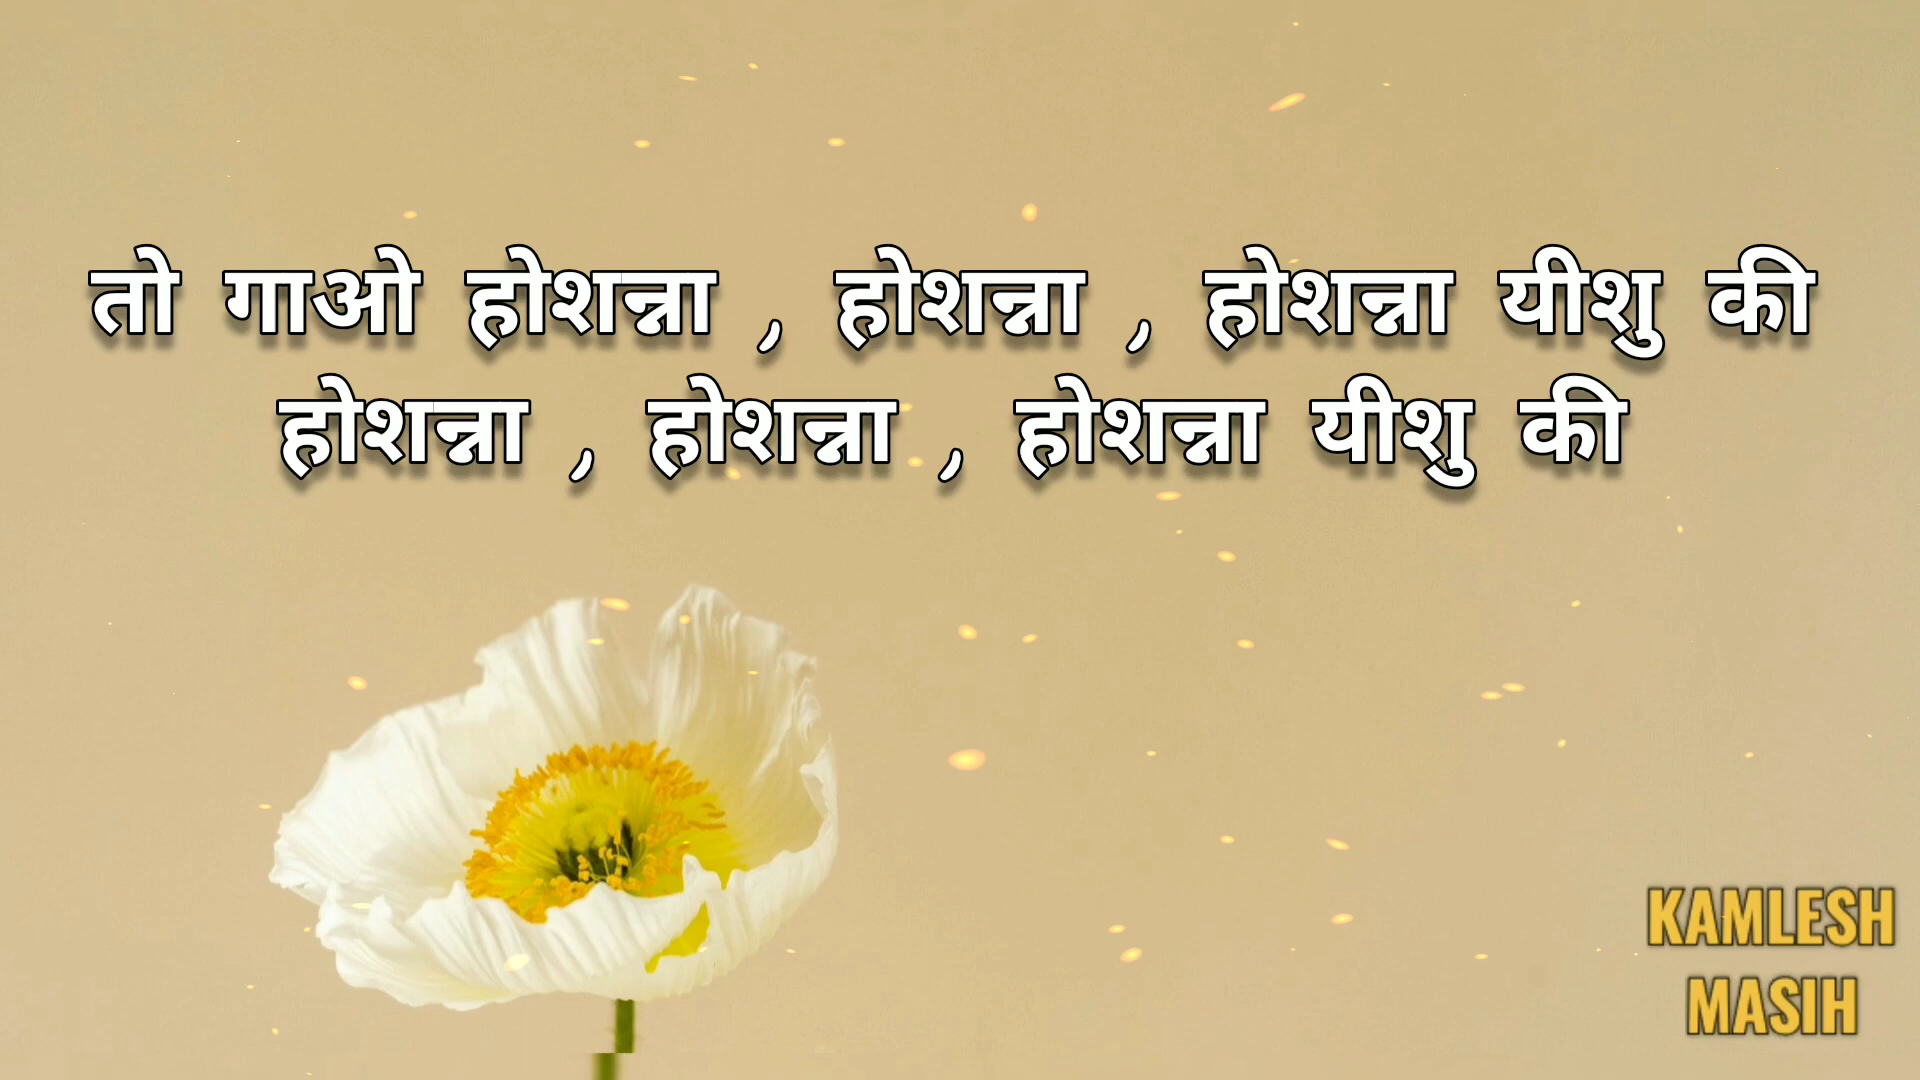 तो गाओ होशन्ना , होशन्ना , होशन्ना यीशु की
होशन्ना , होशन्ना , होशन्ना यीशु की
KAMLESH
MASIH